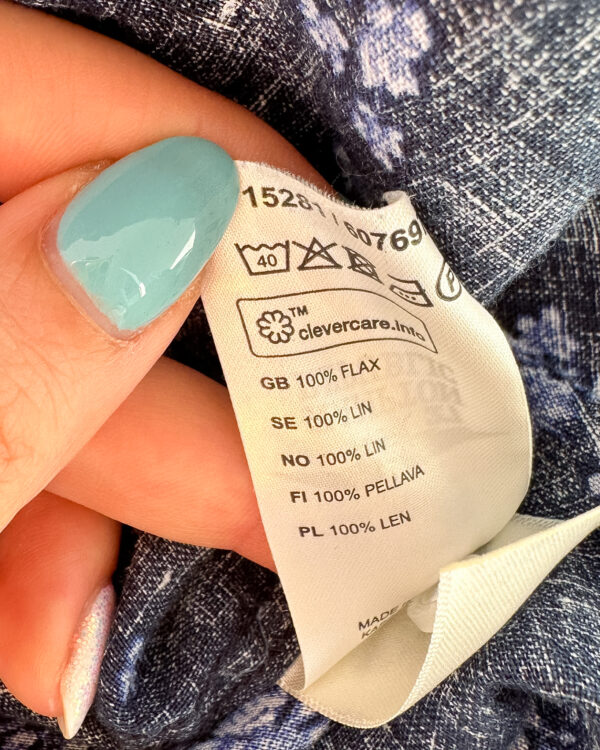 15281 / 60769
40
TM
clevercare.info
GB 100% FLAX
SE 100% LIN
NO 100% LIN
FI 100% PELLAVA
PL 100% LEN
MADE
P